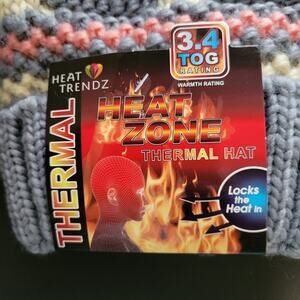 HEAT
TRENDZ
THERMAL
3.4
TOG
RATING
WARMTH RATING
HEAT
ZONE
THERMAL HAT
Locks
the
Heat in